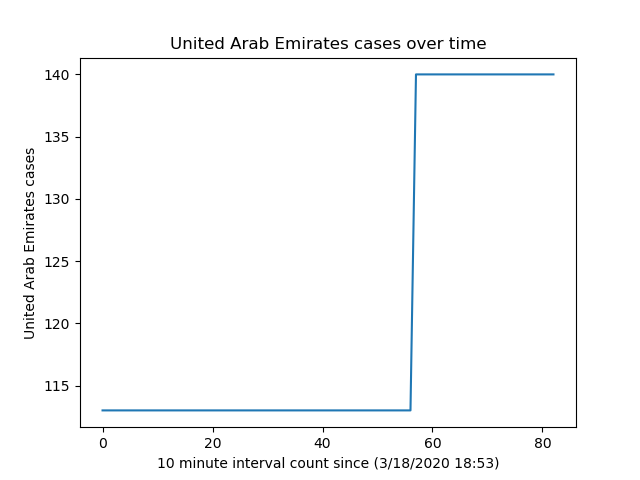 United Arab Emirates cases over time
140
135
130
125
120
115
United Arab Emirates cases
0 20 40 60 80
10 minute interval count since (3/18/2020 18:53)